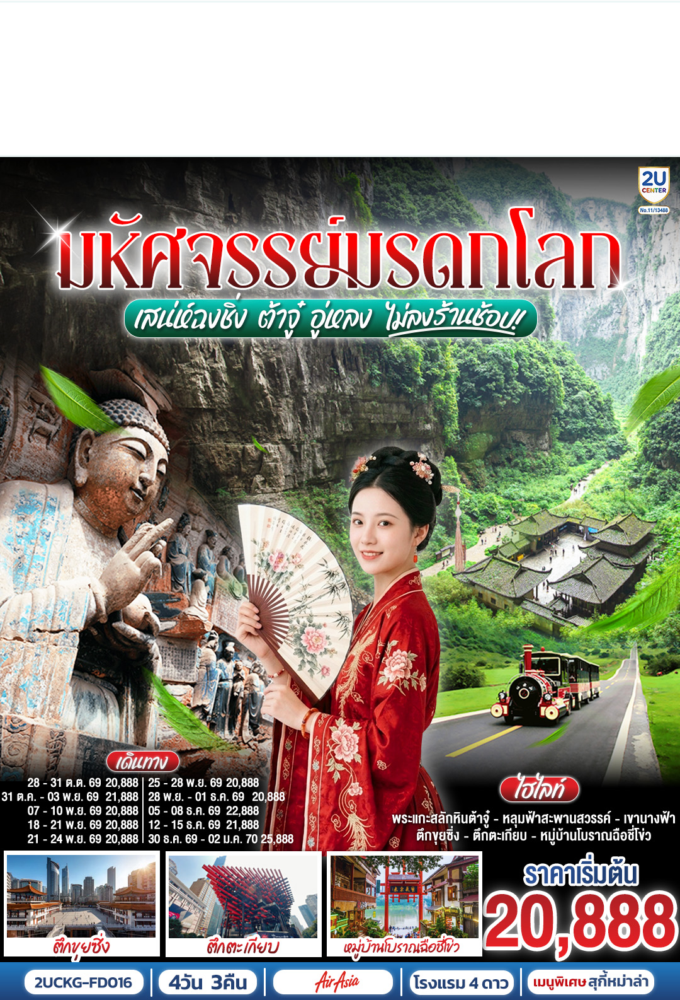 2U
CENTER
No.11/13488
มหัศจรรย์มรดกโลก
เสน่ห์ฉงชิ่ง ต้าจู๋ อู่หลง ไม่ลงร้านช้อป!!
เดินทาง
28 - 31 ต.ต. 69 20,888
31 ต.ค. - 03 พ.ย. 69 21,888
07 - 10 พ.ย. 69 20,888
18 - 21 พ.ย. 69 20,888
21 - 24 พ.ย. 69 20,888
25 - 28 พ.ย. 69 20,888
28 พ.ย. - 01 ธ.ค. 69 20,888
05 - 08 ธ.ค. 69 22,888
12 - 15 ธ.ค. 69 21,888
30 ธ.ค. 69 - 02 ม.ค. 70 25,888
ไฮไลท์
พระแกะสลักหินต้าจู๋ - หลุมฟ้าสะพานสวรรค์ - เขานางฟ้า
ตึกขุยซิ่ง - ตึกตะเกียบ - หมู่บ้านโบราณฉือชี่โข่ว
ตึกขุยซิ่ง
ตึกตะเกียบ
หมู่บ้านโบราณฉือชี่โข่ว
ราคาเริ่มต้น
20,888
2UCKG-FD016
4วัน 3คืน
AirAsia
โรงแรม 4 ดาว
เมนูพิเศษ สุกี้หม่าล่า